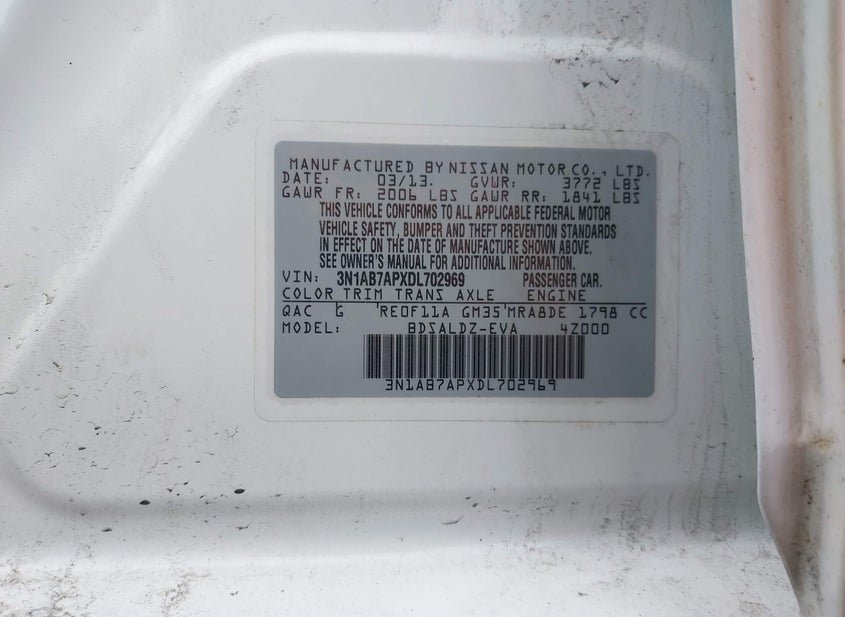 MANUFACTURED BY NISSAN MOTOR CO., LTD.
DATE: 03/13. GVWR: 3772 LBS
GAWR FR: 2006 LBS GAWR RR: 1841 LBS
THIS VEHICLE CONFORMS TO ALL APPLICABLE FEDERAL MOTOR
VEHICLE SAFETY, BUMPER AND THEFT PREVENTION STANDARDS
IN EFFECT ON THE DATE OF MANUFACTURE SHOWN ABOVE.
SEE OWNER'S MANUAL FOR ADDITIONAL INFORMATION.
VIN: 3N1AB7APXDL702969 PASSENGER CAR.
COLOR TRIM TRANS AXLE ENGINE
QAC G RE0F11A GM35 MRA8DE 1798 CC
MODEL: BDSALDZ-EVA 4Z000
3N1AB7APXDL702969